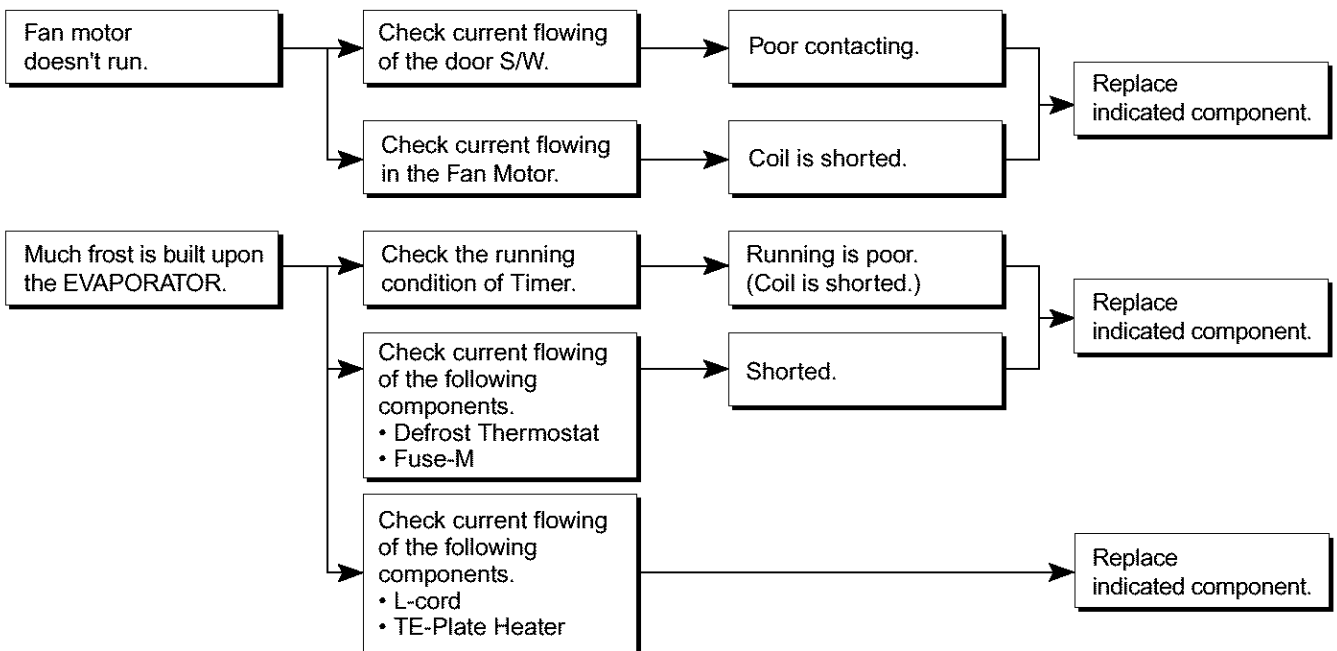 Fan motor
doesn't run.
Check current flowing
of the door S/W.
Poor contacting.
Replace
indicated component.
Check current flowing
in the Fan Motor.
Coil is shorted.
Much frost is built upon
the EVAPORATOR.
Check the running
condition of Timer.
Running is poor.
(Coil is shorted.)
Replace
indicated component.
Check current flowing
of the following
components.
• Defrost Thermostat
• Fuse-M
Shorted.
Check current flowing
of the following
components.
• L-cord
• TE-Plate Heater
Replace
indicated component.